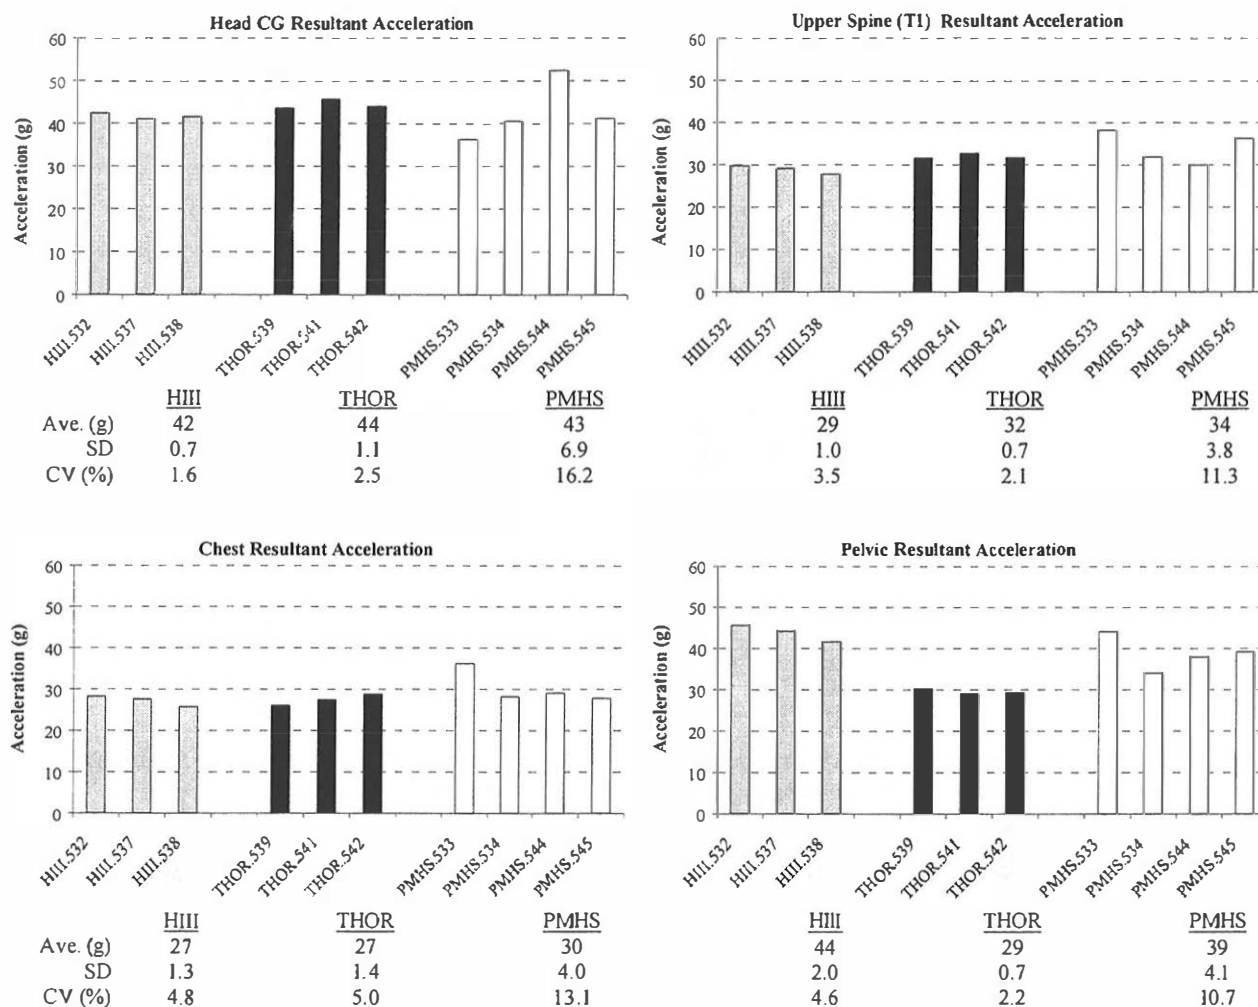 Head CG Resultant Acceleration
Acceleration (g)
60
50
40
30
20
10
0
HIII.532
HIII.537
HIII.538
THOR.539
THOR.541
THOR.542
PMHS.533
PMHS.534
PMHS.544
PMHS.545
HIII THOR PMHS
Ave. (g) 42 44 43
SD 0.7 1.1 6.9
CV (%) 1.6 2.5 16.2
Upper Spine (T1) Resultant Acceleration
Acceleration (g)
60
50
40
30
20
10
0
HIII.532
HIII.537
HIII.538
THOR.539
THOR.541
THOR.542
PMHS.533
PMHS.534
PMHS.544
PMHS.545
HIII THOR PMHS
29 32 34
1.0 0.7 3.8
3.5 2.1 11.3
Chest Resultant Acceleration
Acceleration (g)
60
50
40
30
20
10
0
HIII.532
HIII.537
HIII.538
THOR.539
THOR.541
THOR.542
PMHS.533
PMHS.534
PMHS.544
PMHS.545
HIII THOR PMHS
Ave. (g) 27 27 30
SD 1.3 1.4 4.0
CV (%) 4.8 5.0 13.1
Pelvic Resultant Acceleration
Acceleration (g)
60
50
40
30
20
10
0
HIII.532
HIII.537
HIII.538
THOR.539
THOR.541
THOR.542
PMHS.533
PMHS.534
PMHS.544
PMHS.545
HIII THOR PMHS
44 29 39
2.0 0.7 4.1
4.6 2.2 10.7